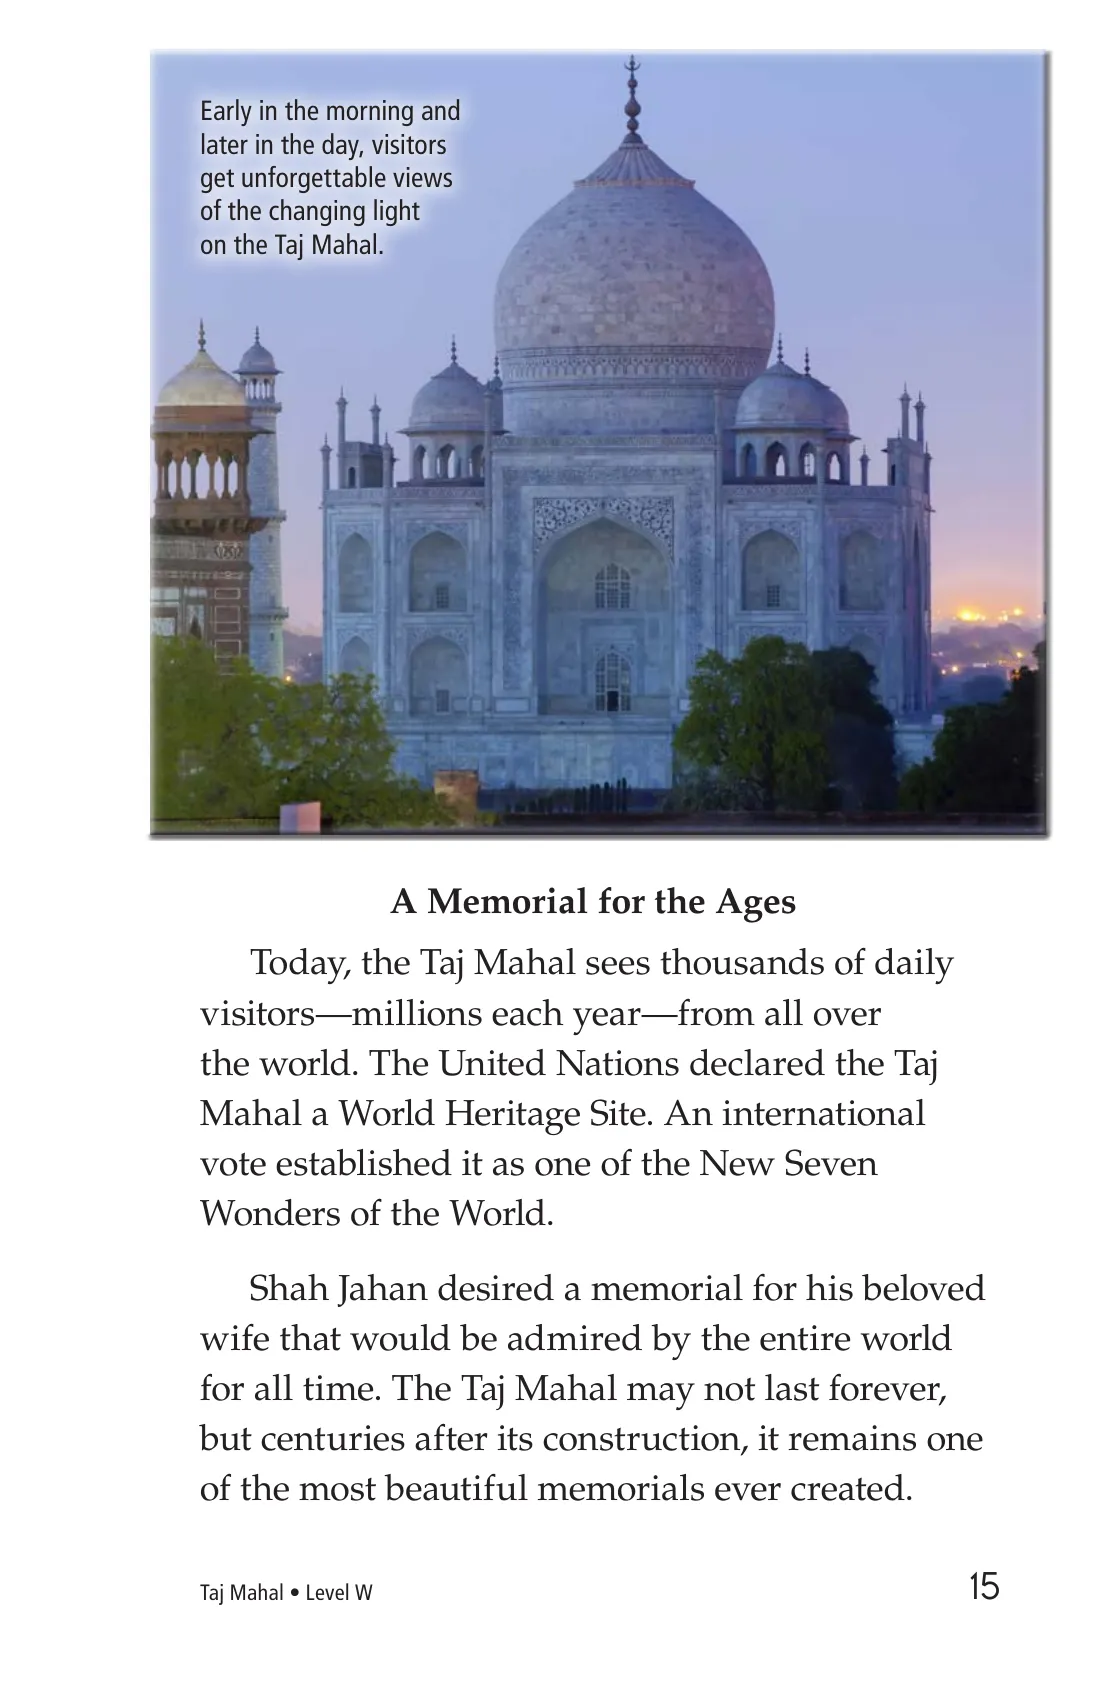 Early in the morning and
later in the day, visitors
get unforgettable views
of the changing light
on the Taj Mahal.
A Memorial for the Ages
Today, the Taj Mahal sees thousands of daily
visitors—millions each year—from all over
the world. The United Nations declared the Taj
Mahal a World Heritage Site. An international
vote established it as one of the New Seven
Wonders of the World.
Shah Jahan desired a memorial for his beloved
wife that would be admired by the entire world
for all time. The Taj Mahal may not last forever,
but centuries after its construction, it remains one
of the most beautiful memorials ever created.
Taj Mahal • Level W
15